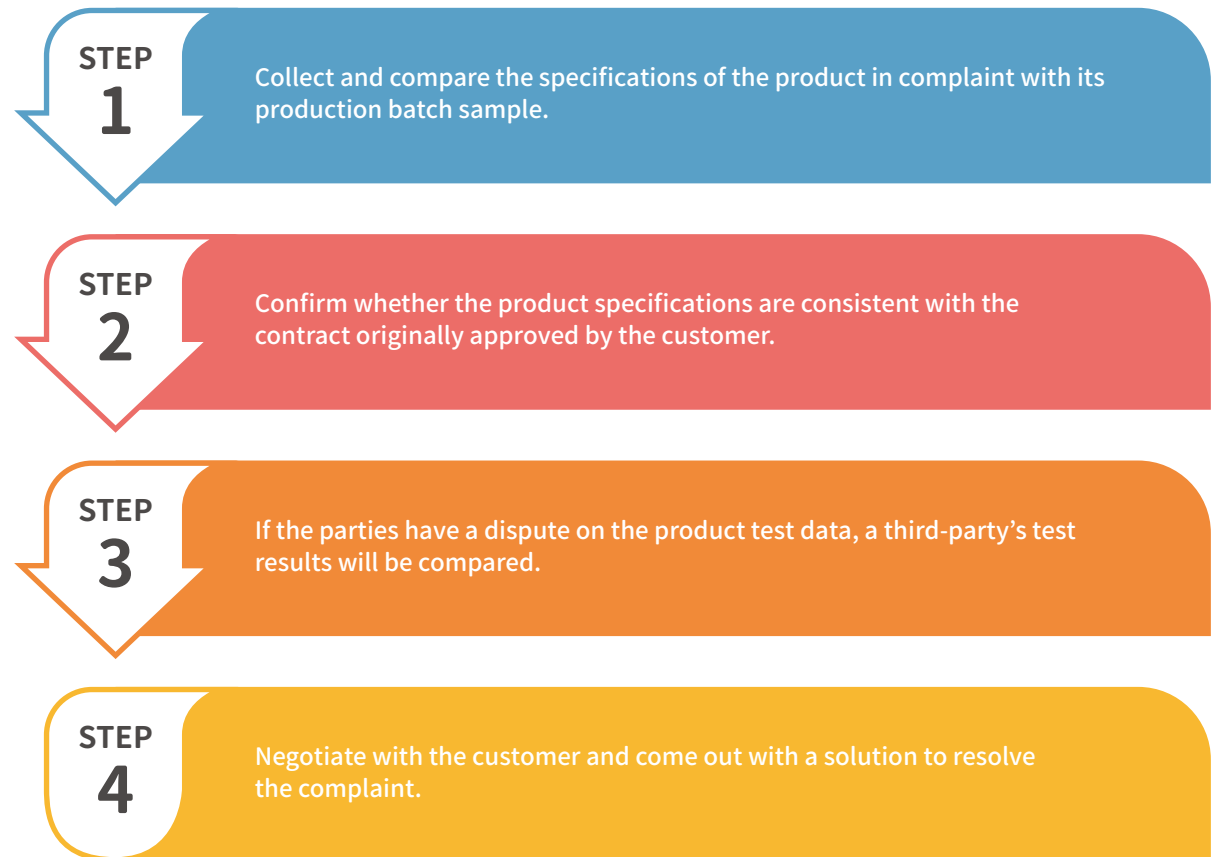 STEP
1
Collect and compare the specifications of the product in complaint with its
production batch sample.
STEP
2
Confirm whether the product specifications are consistent with the
contract originally approved by the customer.
STEP
3
If the parties have a dispute on the product test data, a third-party’s test
results will be compared.
STEP
4
Negotiate with the customer and come out with a solution to resolve
the complaint.